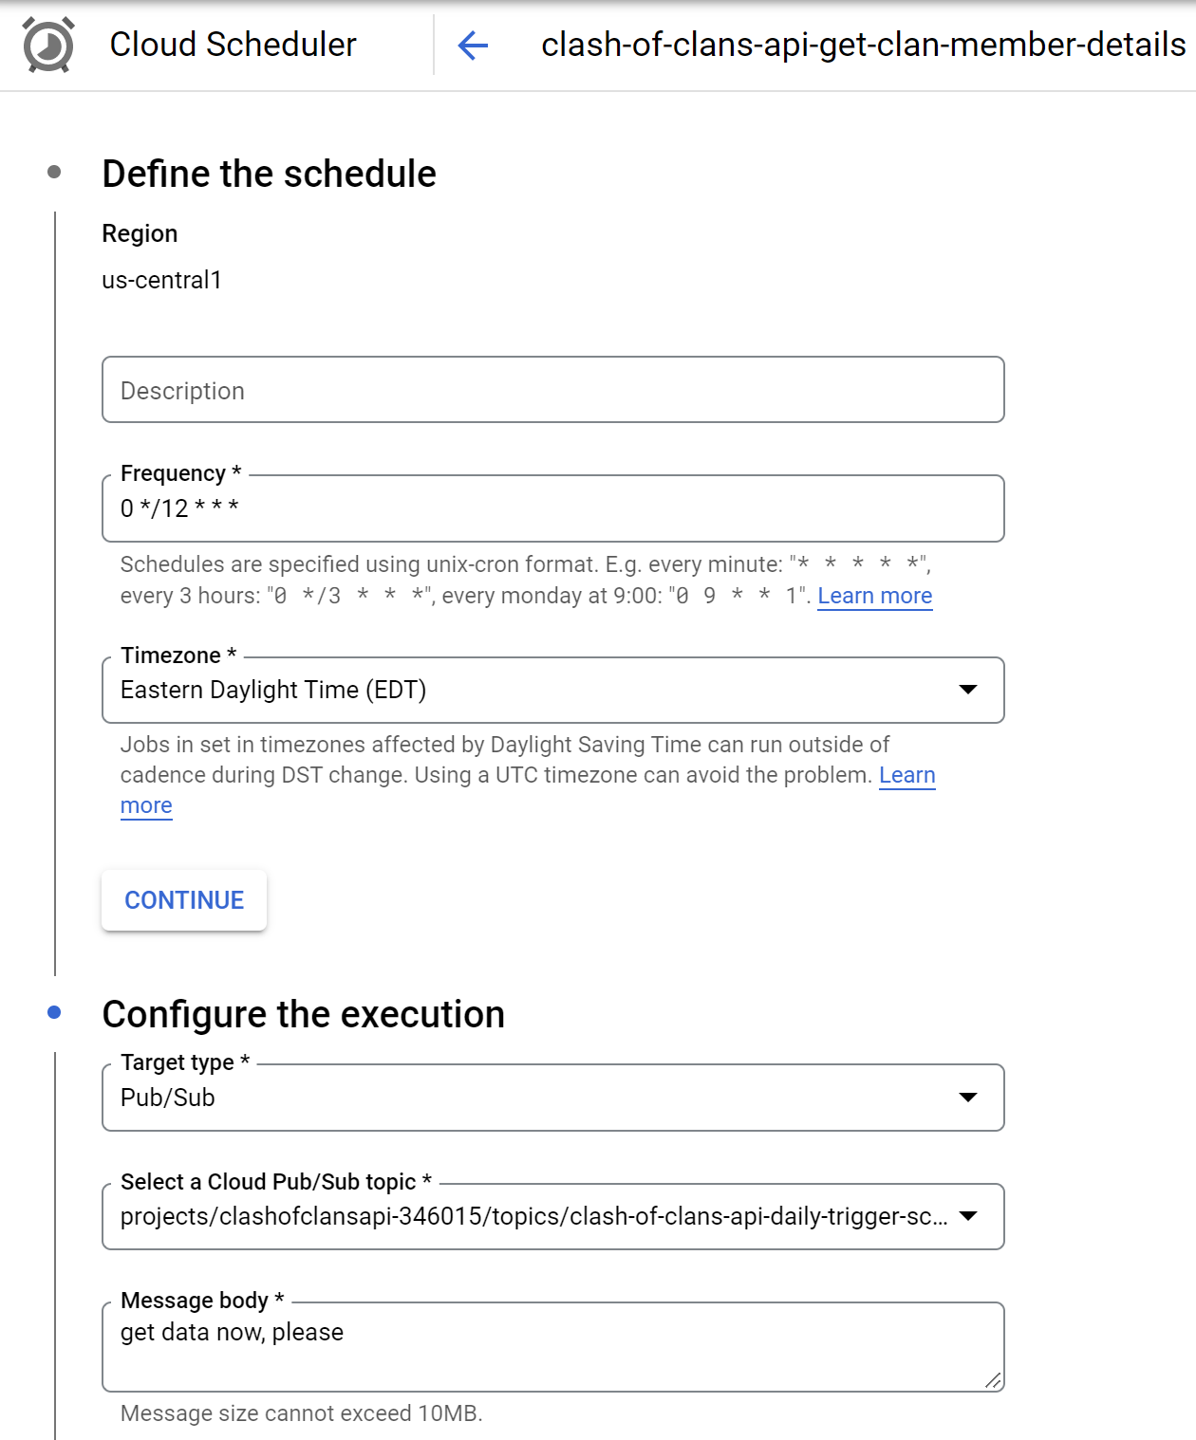 Cloud Scheduler
clash-of-clans-api-get-clan-member-details
Define the schedule
Region
us-central1
Description
Frequency *
0 */12 * * *
Schedules are specified using unix-cron format. E.g. every minute: "* * * * *",
every 3 hours: "0 */3 * * *", every monday at 9:00: "0 9 * * 1". Learn more
Timezone *
Eastern Daylight Time (EDT)
Jobs in set in timezones affected by Daylight Saving Time can run outside of
cadence during DST change. Using a UTC timezone can avoid the problem. Learn
more
CONTINUE
Configure the execution
Target type *
Pub/Sub
Select a Cloud Pub/Sub topic *
projects/clashofclansapi-346015/topics/clash-of-clans-api-daily-trigger-sc...
Message body *
get data now, please
Message size cannot exceed 10MB.